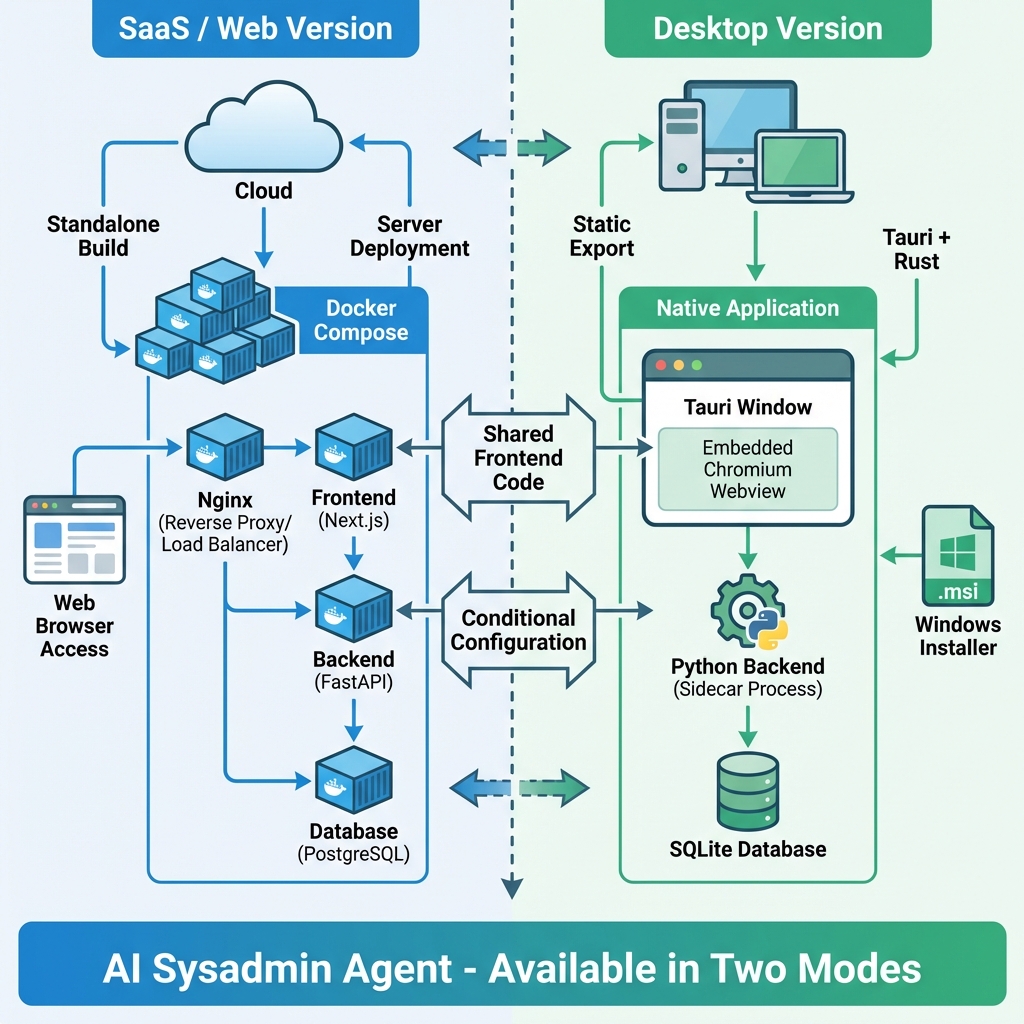 SaaS / Web Version
Desktop Version
Cloud
Standalone
Build
Server
Deployment
Static
Export
Tauri +
Rust
Docker
Compose
Native Application
Tauri Window
Embedded
Chromium
Webview
Shared
Frontend
Code
Nginx
(Reverse Proxy/
Load Balancer)
Frontend
(Next.js)
Web
Browser
Access
.msi
Windows
Installer
Conditional
Configuration
Backend
(FastAPI)
Python Backend
(Sidecar Process)
Database
(PostgreSQL)
SQLite Database
AI Sysadmin Agent - Available in Two Modes